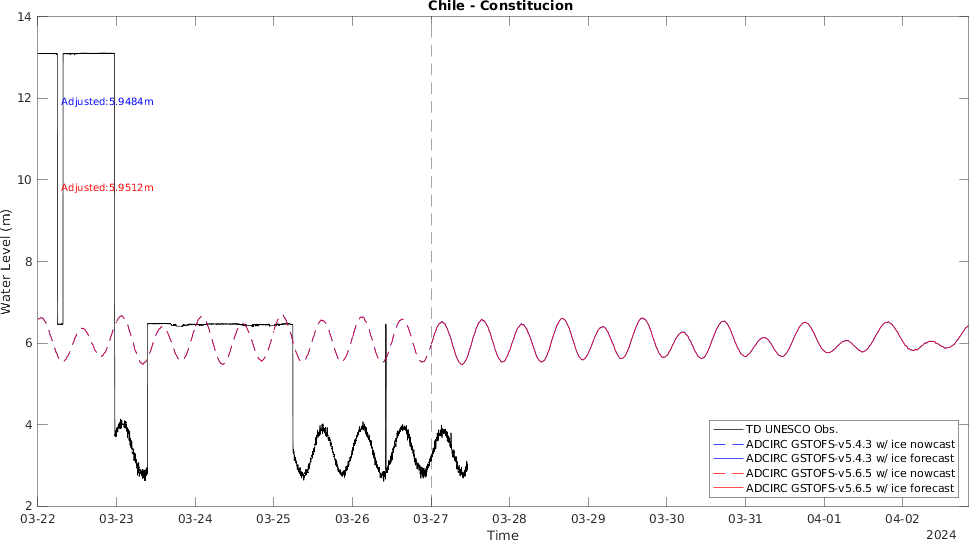 Chile - Constitucion
14
12
10
8
6
4
2
Water Level (m)
Adjusted:5.9484m
Adjusted:5.9512m
TD UNESCO Obs.
ADCIRC GSTOFS-v5.4.3 w/ ice nowcast
ADCIRC GSTOFS-v5.4.3 w/ ice forecast
ADCIRC GSTOFS-v5.6.5 w/ ice nowcast
ADCIRC GSTOFS-v5.6.5 w/ ice forecast
03-22 03-23 03-24 03-25 03-26 03-27 03-28 03-29 03-30 03-31 04-01 04-02
Time
2024